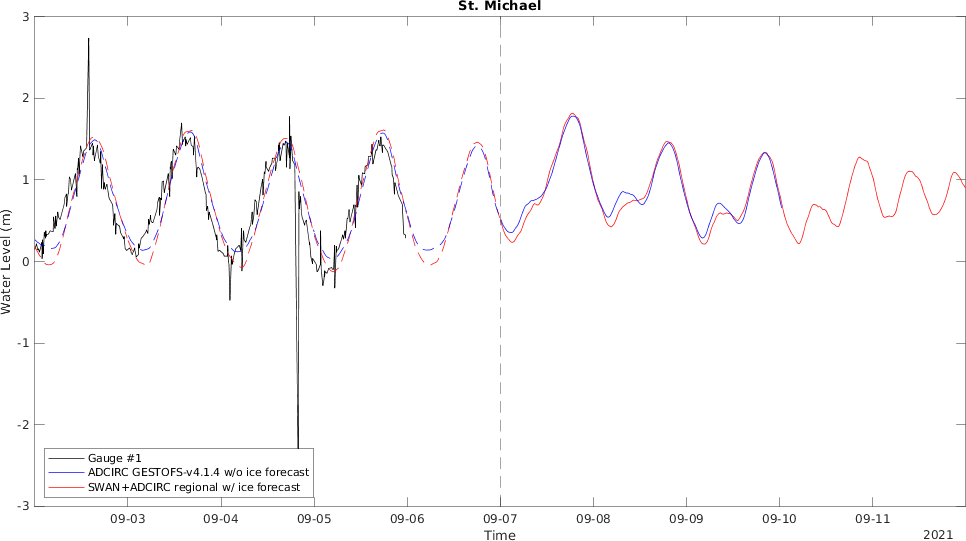 St. Michael
3
2
1
0
-1
-2
-3
Water Level (m)
Gauge #1
ADCIRC GESTOFS-v4.1.4 w/o ice forecast
SWAN+ADCIRC regional w/ ice forecast
09-03 09-04 09-05 09-06 09-07 09-08 09-09 09-10 09-11
Time
2021